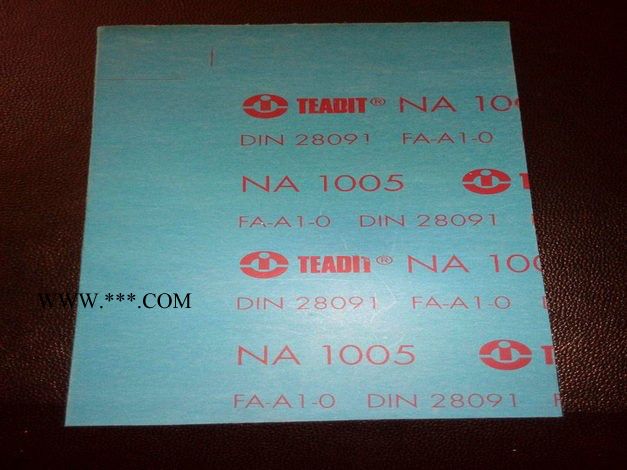 TEADIT® NA 100
DIN 28091 FA-A1-0
NA 1005 T
FA-A1-0 DIN 28091 F
TEADIT® NA 100
WWW.***.COM
DIN 28091 FA-A1-0 D
NA 1005 T
FA-A1-0 DIN 28091 F